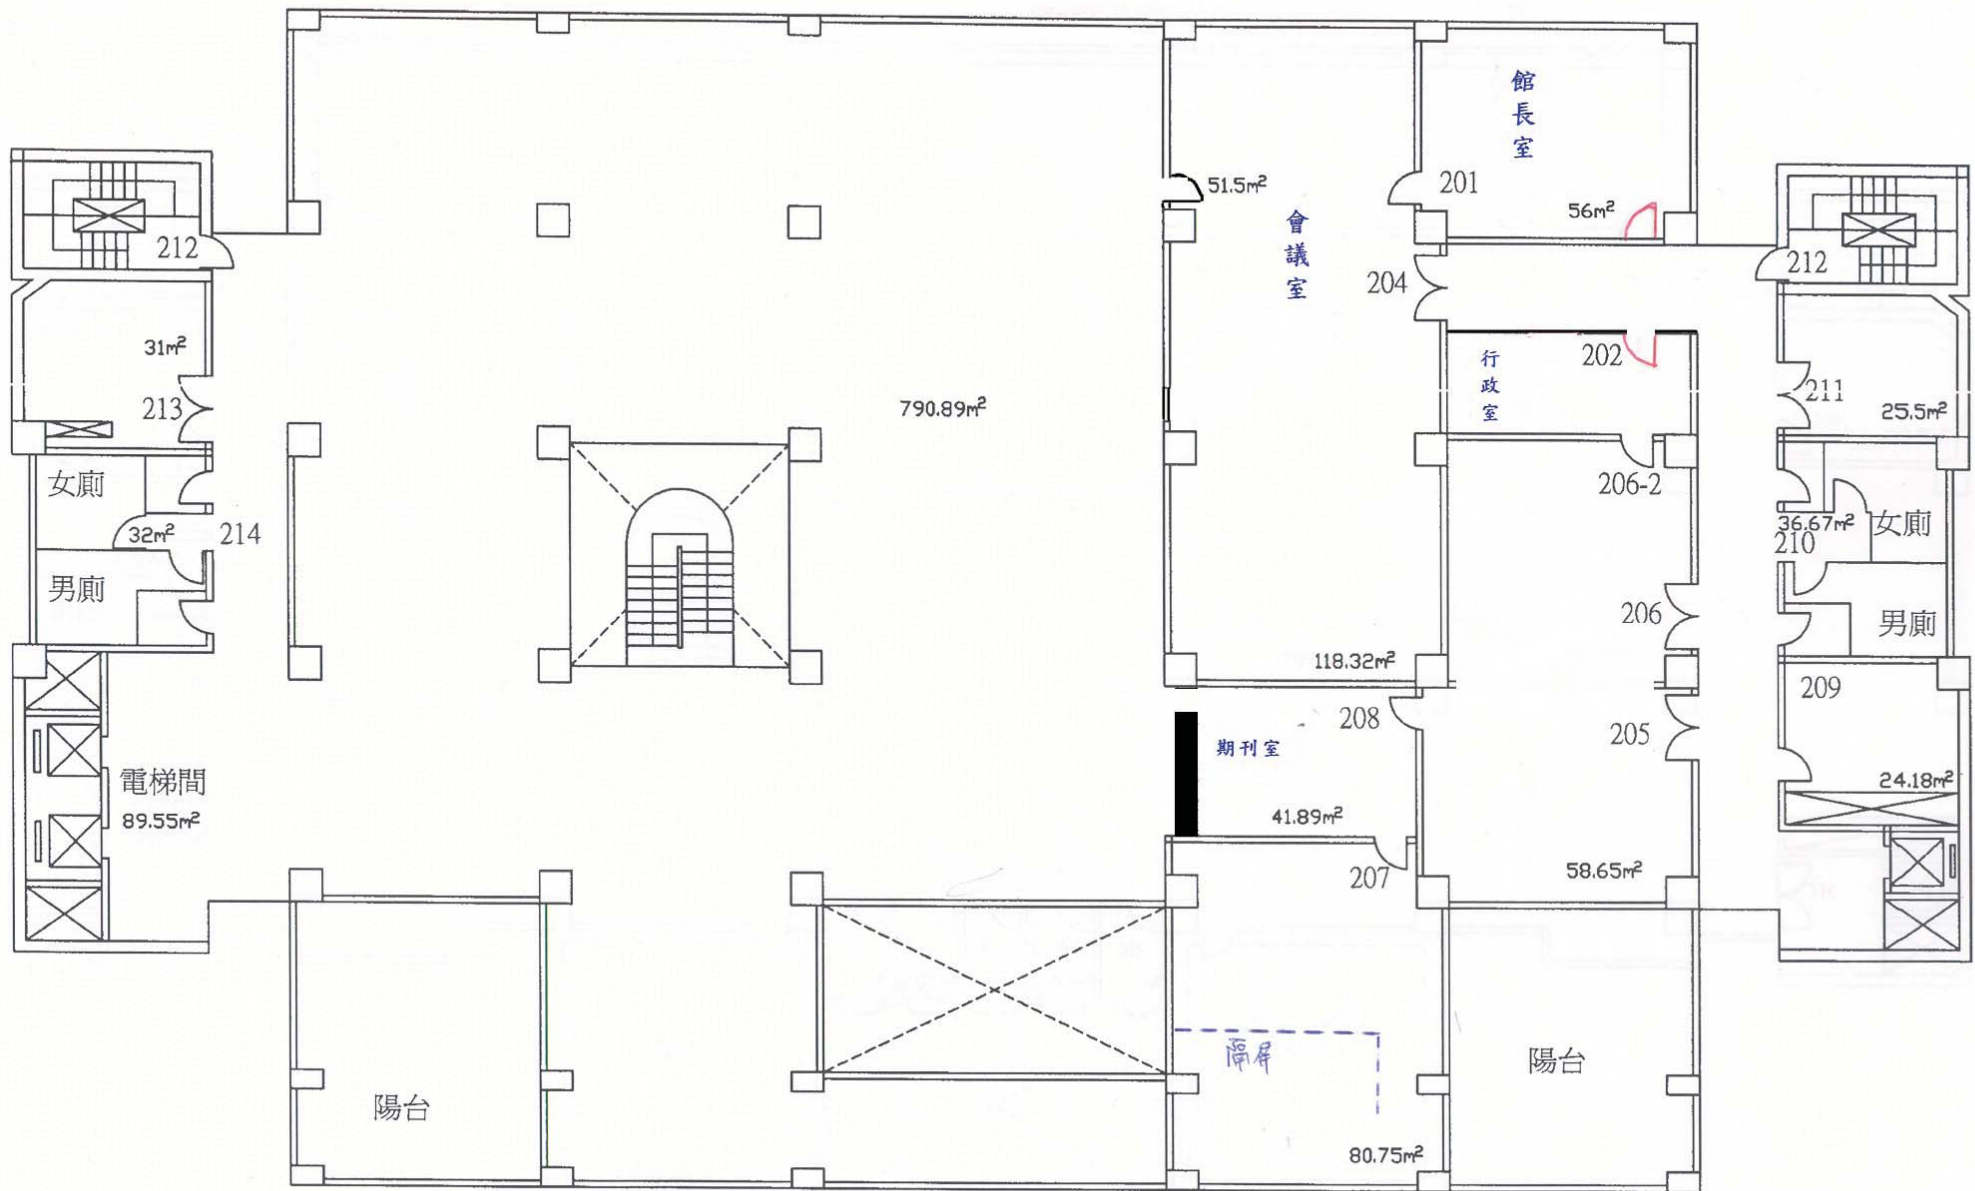 館長室
201
51.5m²
56m²
會議室
212
212
204
31m²
行政室
202
213
790.89m²
211
25.5m²
女廁
206-2
32m²
214
36.67m²
女廁
210
男廁
206
男廁
118.32m²
209
208
205
期刊室
電梯間
24.18m²
89.55m²
41.89m²
207
58.65m²
隔屏
陽台
陽台
80.75m²